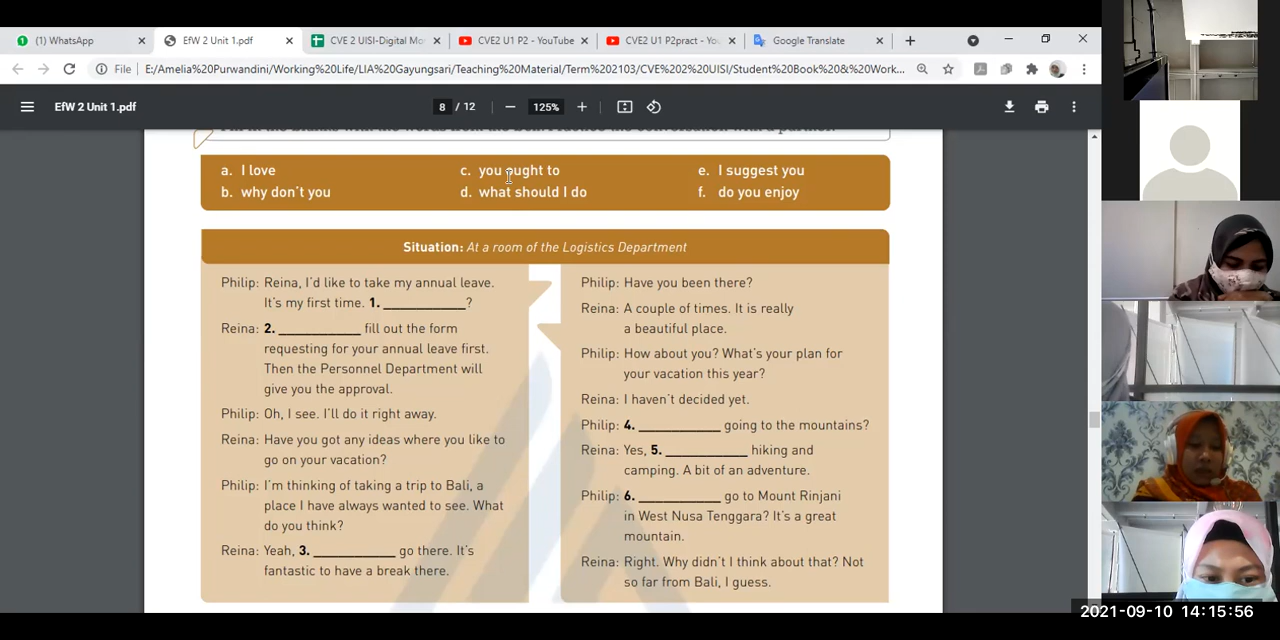 (1) WhatsApp
EfW 2 Unit 1.pdf
CVE 2 UISI-Digital Mo
CVE2 U1 P2 - YouTube
CVE2 U1 P2pract - You
Google Translate
File
E:/Amelia%20Purwandini/Working%20Life/LIA%20Gayungsari/Teaching%20Material/Term%202103/CVE%202%20UISI/Student%20Book%20&%20Work...
EfW 2 Unit 1.pdf
8 / 12
125%
a. I love
c. you ought to
e. I suggest you
b. why don't you
d. what should I do
f. do you enjoy
Situation: At a room of the Logistics Department
Philip: Reina, I'd like to take my annual leave.
It's my first time. 1. __________?
Reina: 2. __________ fill out the form
requesting for your annual leave first.
Then the Personnel Department will
give you the approval.
Philip: Oh, I see. I'll do it right away.
Reina: Have you got any ideas where you like to
go on your vacation?
Philip: I'm thinking of taking a trip to Bali, a
place I have always wanted to see. What
do you think?
Reina: Yeah, 3. __________ go there. It's
fantastic to have a break there.
Philip: Have you been there?
Reina: A couple of times. It is really
a beautiful place.
Philip: How about you? What's your plan for
your vacation this year?
Reina: I haven't decided yet.
Philip: 4. __________ going to the mountains?
Reina: Yes, 5. __________ hiking and
camping. A bit of an adventure.
Philip: 6. __________ go to Mount Rinjani
in West Nusa Tenggara? It's a great
mountain.
Reina: Right. Why didn't I think about that? Not
so far from Bali, I guess.
2021-09-10 14:15:56